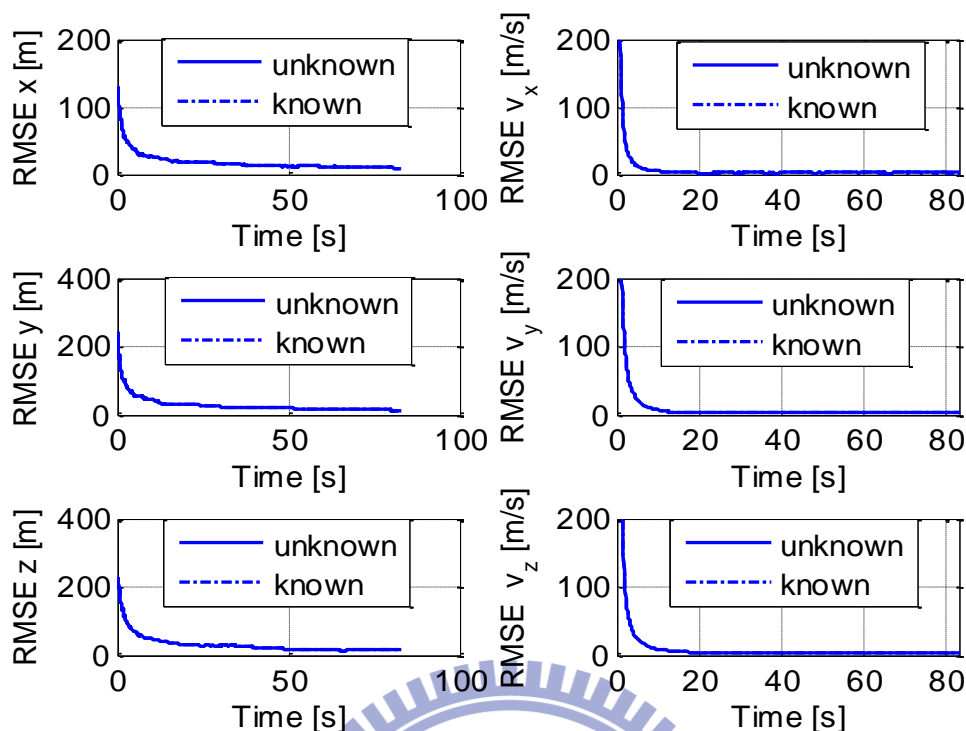 RMSE x [m]
200
100
0
unknown
known
0 50 100
Time [s]
RMSE v_x [m/s]
200
100
0
unknown
known
0 20 40 60 80
Time [s]
RMSE y [m]
400
200
0
unknown
known
0 50 100
Time [s]
RMSE v_y [m/s]
200
100
0
unknown
known
0 20 40 60 80
Time [s]
RMSE z [m]
400
200
0
unknown
known
0 50 100
Time [s]
RMSE v_z [m/s]
200
100
0
unknown
known
0 20 40 60 80
Time [s]